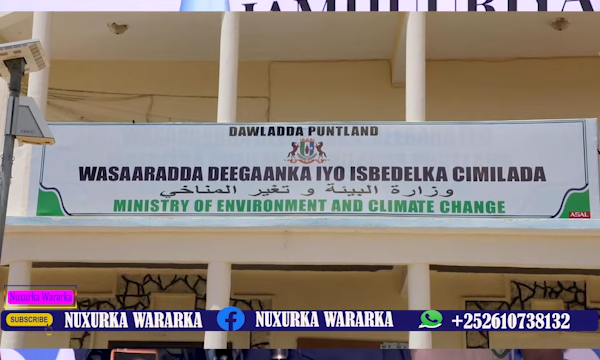 DAWLADDA PUNTLAND
WASAARADDA DEEGAANKA IYO ISBEDELKA CIMILADA
وزارة البيئة و تغير المناخي
MINISTRY OF ENVIRONMENT AND CLIMATE CHANGE
ASAL
Nuxurka Wararka
SUBSCRIBE
NUXURKA WARARKA
NUXURKA WARARKA
+252610738132